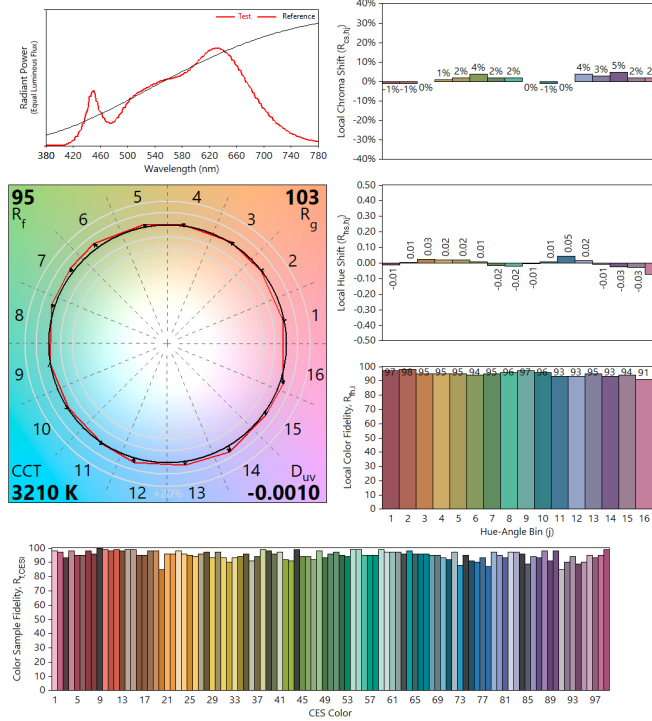 Radiant Power
(Equal Luminous Flux)
Test
Reference
380 420 460 500 540 580 620 660 700 740 780
Wavelength (nm)
Local Chroma Shift (Rcs,hj)
40%
30%
20%
10%
0%
-10%
-20%
-30%
-40%
-1% -1% 0% 1% 2% 4% 2% 2% 0% -1% 0% 4% 3% 5% 2%
95
Rf
103
Rg
5 4
6 3
7 2
8 1
9 16
10 15
11 14
12 +20% 13
CCT
3210 K
Duv
-0.0010
Local Hue Shift (Rhs,hj)
0.50
0.40
0.30
0.20
0.10
0.00
-0.10
-0.20
-0.30
-0.40
-0.50
-0.01 0.01 0.03 0.02 0.02 0.01 -0.02 -0.02 -0.01 0.01 0.05 0.02 -0.01 -0.03 -0.03
Local Color Fidelity, Rfh,i
100
90
80
70
60
50
40
30
20
10
0
97 98 95 95 95 94 95 96 97 96 93 93 95 93 94 91
1 2 3 4 5 6 7 8 9 10 11 12 13 14 15 16
Hue-Angle Bin (j)
Color Sample Fidelity, Rf,CESi
100
90
80
70
60
50
40
30
20
10
0
1 5 9 13 17 21 25 29 33 37 41 45 49 53 57 61 65 69 73 77 81 85 89 93 97
CES Color